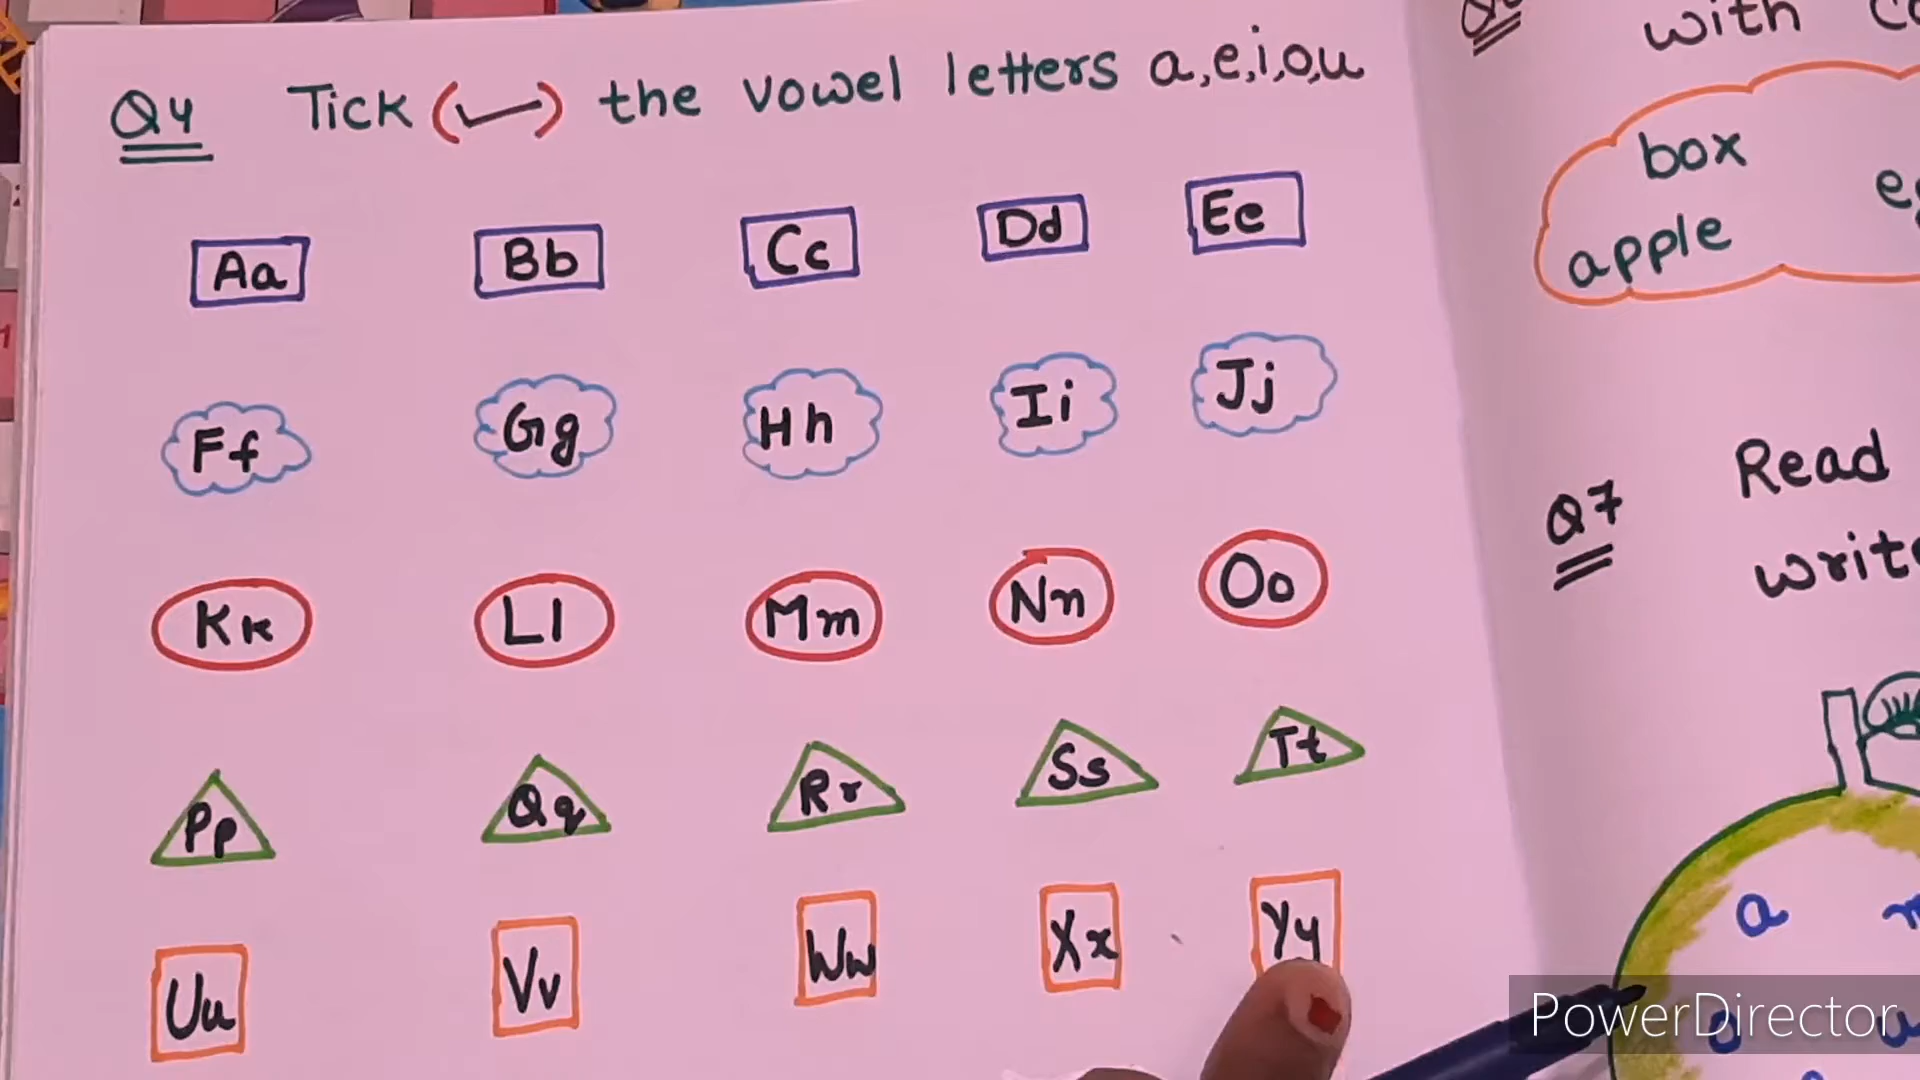 Q4 Tick (✓) the vowel letters a,e,i,o,u
Aa Bb Cc Dd Ee
Ff Gg Hh Ii Jj
Kk Ll Mm Nn Oo
Pp Qq Rr Ss Tt
Uu Vv Ww Xx Yy
with
box
apple
Q7 Read
write
a
PowerDirector